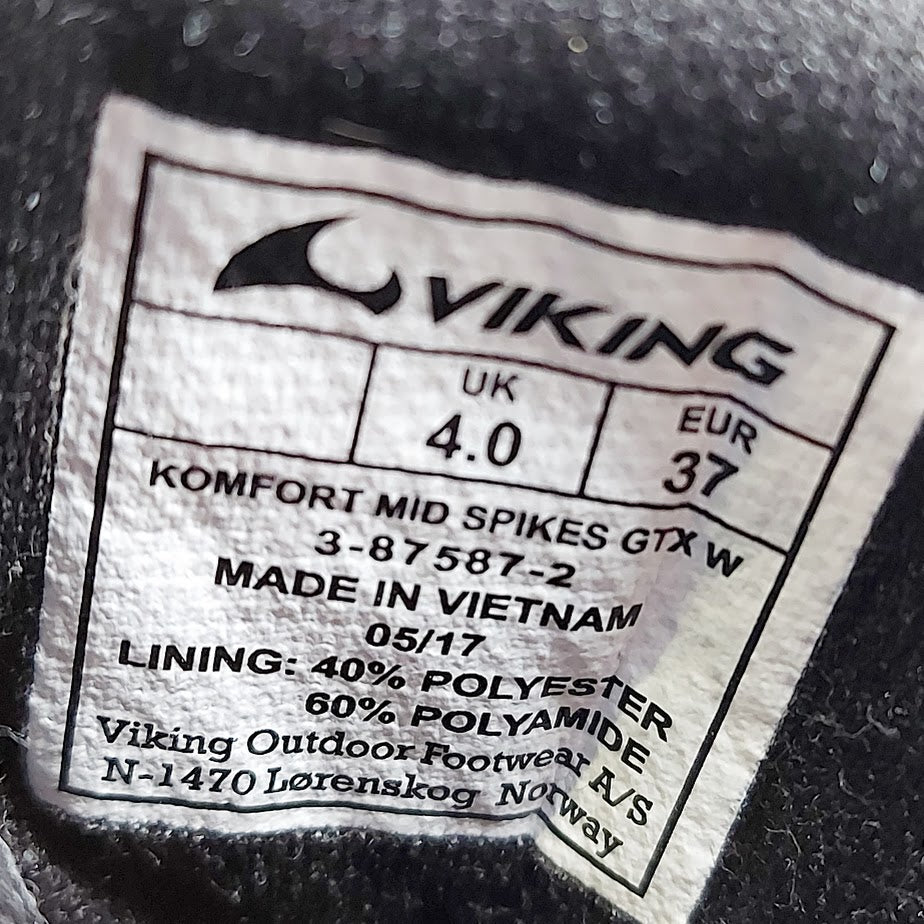 VIKING
UK EUR
4.0 37
KOMFORT MID SPIKES GTX W
3-87587-2
MADE IN VIETNAM
05/17
LINING: 40% POLYESTER
60% POLYAMIDE
Viking Outdoor Footwear A/S
N-1470 Lørenskog Norway